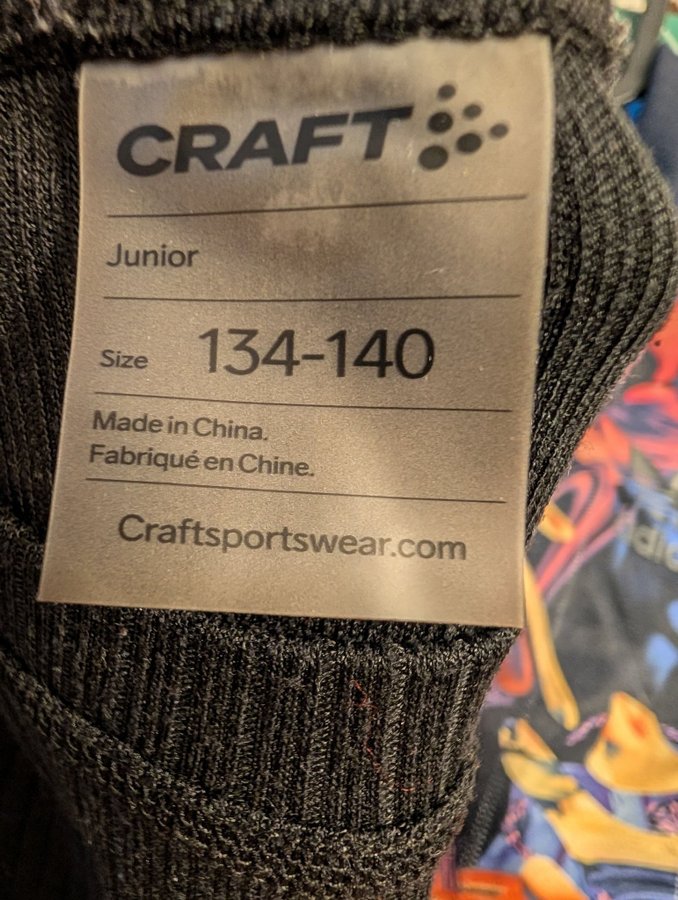 CRAFT
Junior
Size 134-140
Made in China.
Fabriqué en Chine.
Craftsportswear.com